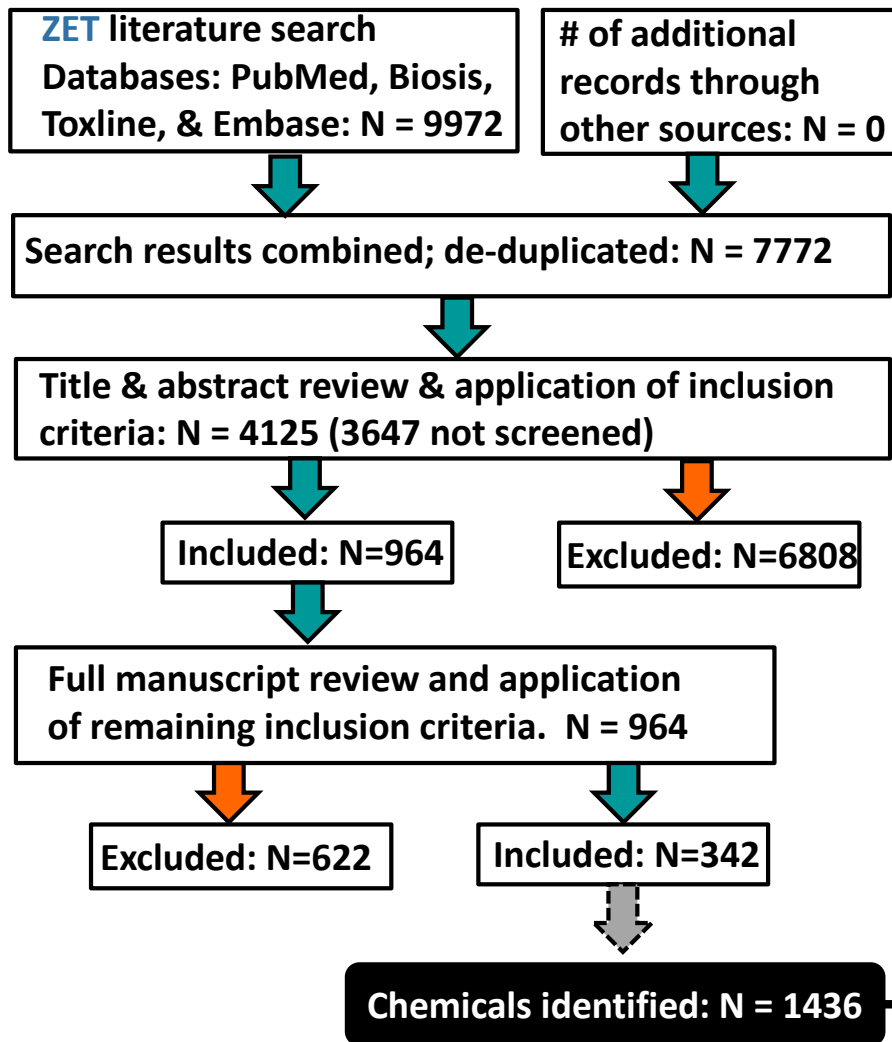 ZET literature search
Databases: PubMed, Biosis,
Toxline, & Embase: N = 9972
# of additional
records through
other sources: N = 0
Search results combined; de-duplicated: N = 7772
Title & abstract review & application of inclusion
criteria: N = 4125 (3647 not screened)
Included: N=964
Excluded: N=6808
Full manuscript review and application
of remaining inclusion criteria.  N = 964
Excluded: N=622
Included: N=342
Chemicals identified: N = 1436